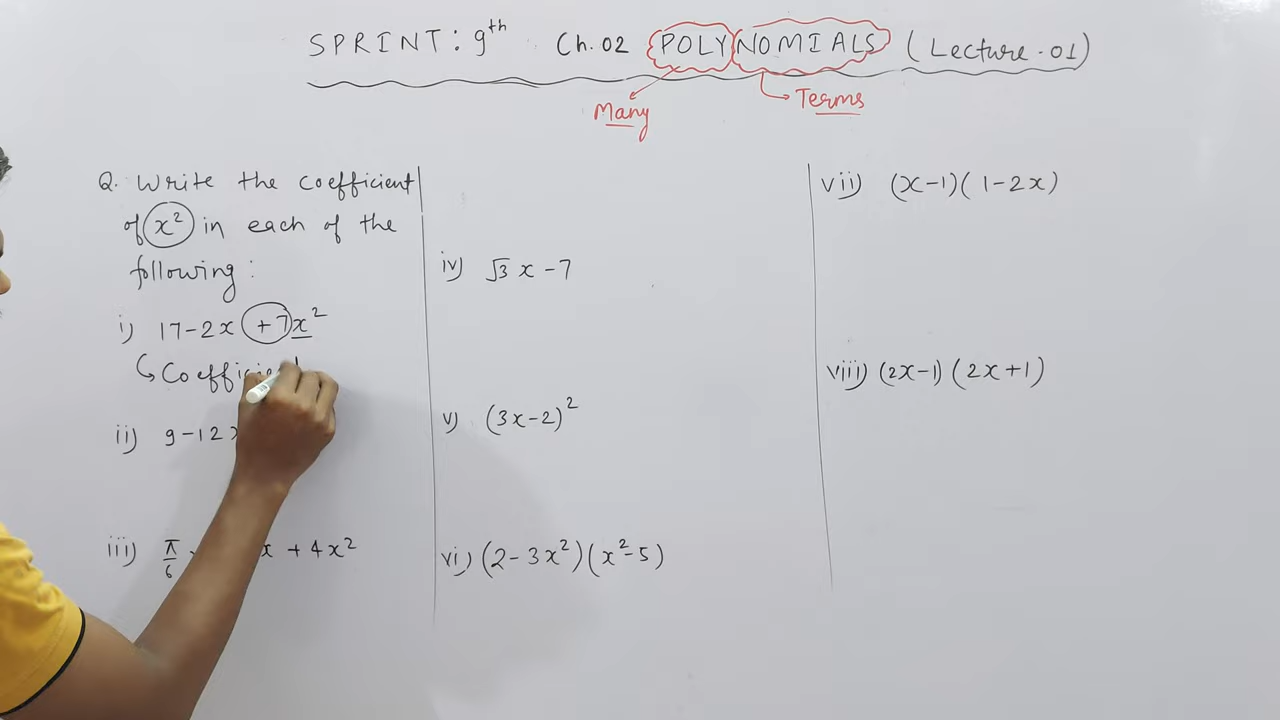 SPRINT: 9th Ch. 02 POLYNOMIALS (Lecture-01)
Many
Terms
Q. Write the coefficient
of x² in each of the
following:
i) 17-2x +7x²
↳ Coefficient
ii) 9-12
iii) π/6 x + 4x²
iv) √3 x - 7
v) (3x-2)²
vi) (2-3x²)(x²-5)
vii) (x-1)(1-2x)
viii) (2x-1)(2x+1)